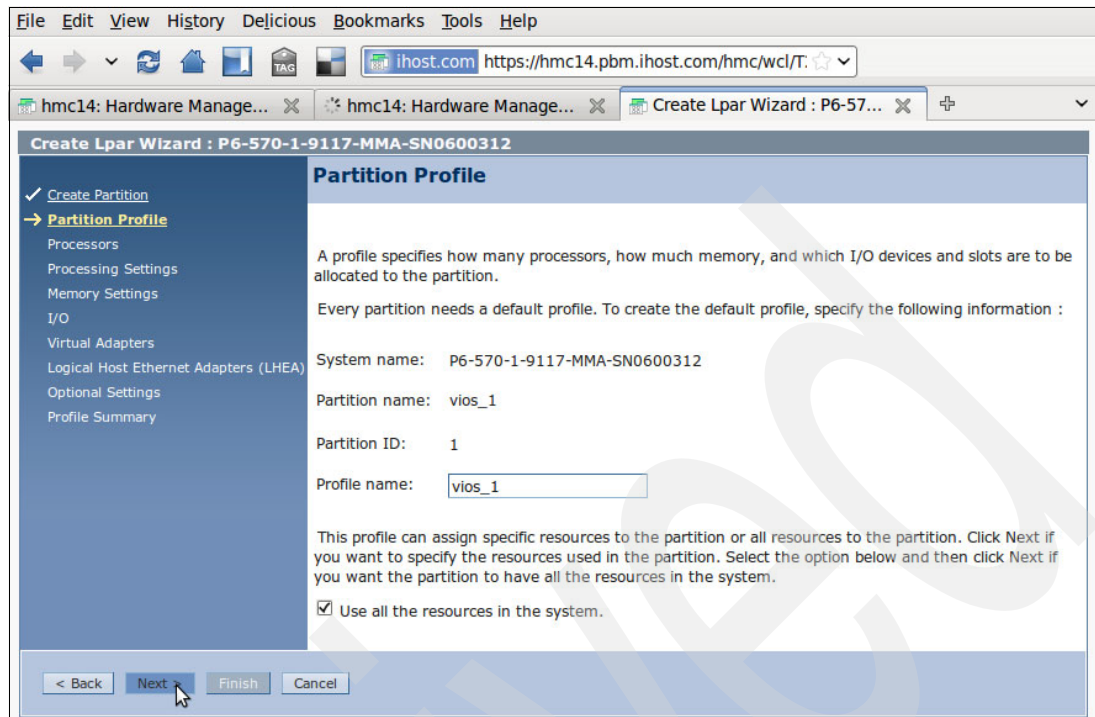 File Edit View History Delicious Bookmarks Tools Help
TAG
ihost.com https://hmc14.pbm.ihost.com/hmc/wcl/T:
hmc14: Hardware Manage...
hmc14: Hardware Manage...
Create Lpar Wizard : P6-57...
Create Lpar Wizard : P6-570-1-9117-MMA-SN0600312
Create Partition
Partition Profile
Processors
Processing Settings
Memory Settings
I/O
Virtual Adapters
Logical Host Ethernet Adapters (LHEA)
Optional Settings
Profile Summary
Partition Profile
A profile specifies how many processors, how much memory, and which I/O devices and slots are to be
allocated to the partition.
Every partition needs a default profile. To create the default profile, specify the following information :
System name: P6-570-1-9117-MMA-SN0600312
Partition name: vios_1
Partition ID: 1
Profile name: vios_1
This profile can assign specific resources to the partition or all resources to the partition. Click Next if
you want to specify the resources used in the partition. Select the option below and then click Next if
you want the partition to have all the resources in the system.
Use all the resources in the system.
< Back Next > Finish Cancel